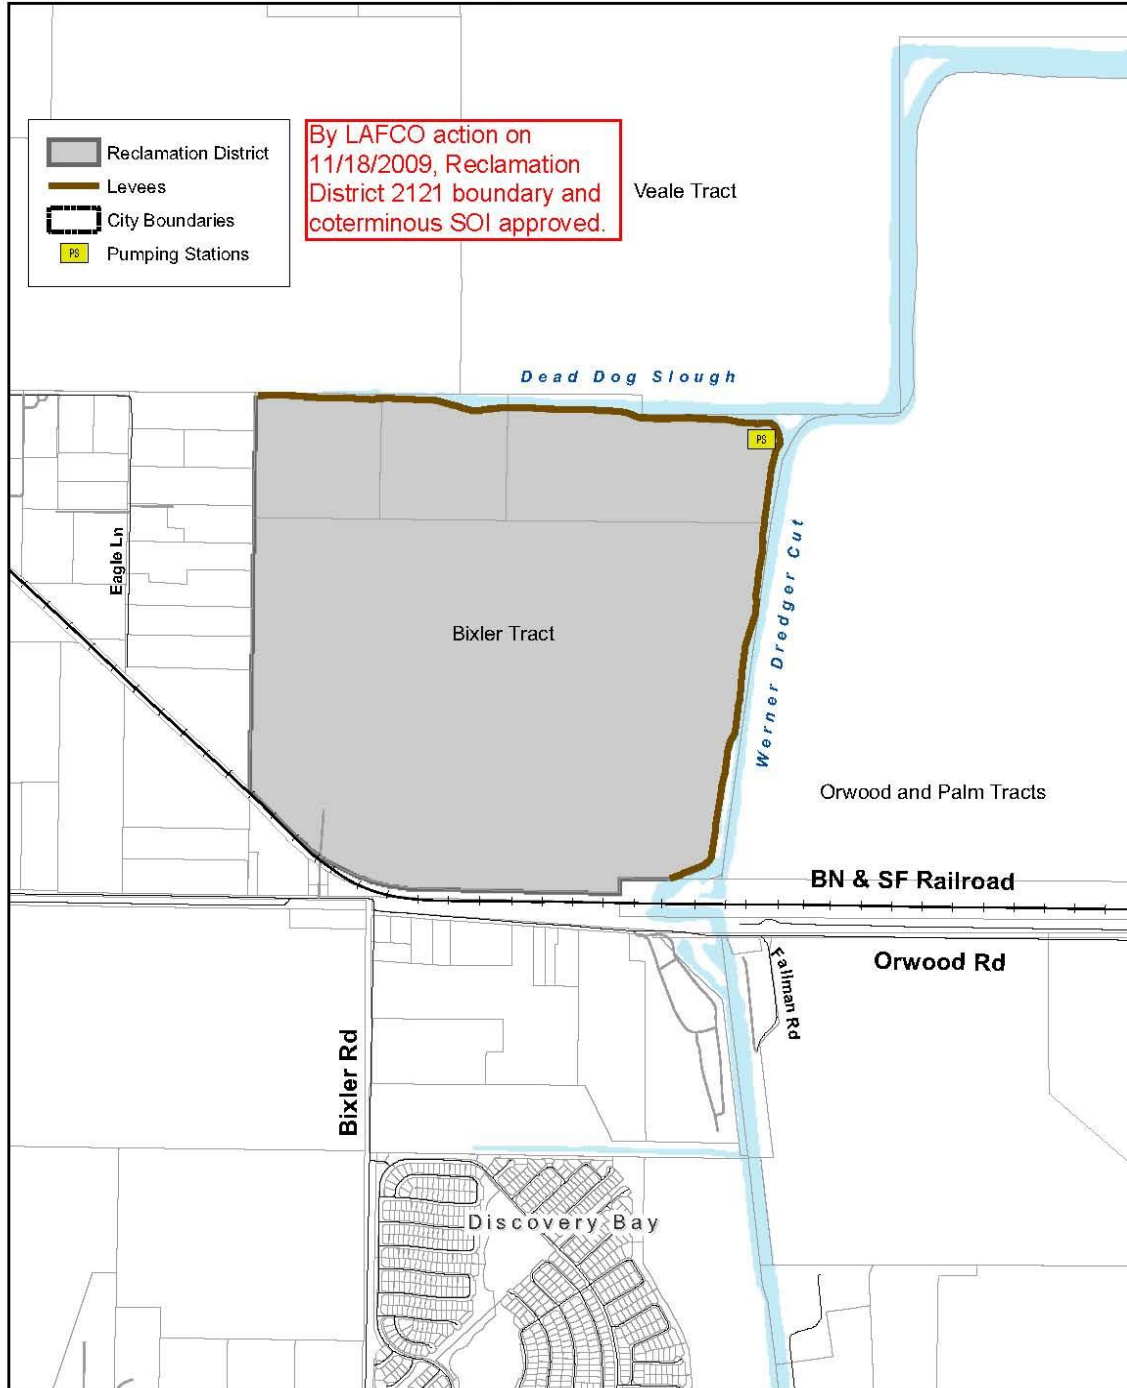 Reclamation District
Levees
City Boundaries
PS
Pumping Stations
By LAFCO action on
11/18/2009, Reclamation
District 2121 boundary and
coterminous SOI approved.
Veale Tract
Dead Dog Slough
PS
Eagle Ln
Werner Dredger Cut
Bixler Tract
Orwood and Palm Tracts
BN & SF Railroad
Orwood Rd
Fallman Rd
Bixler Rd
Discovery Bay